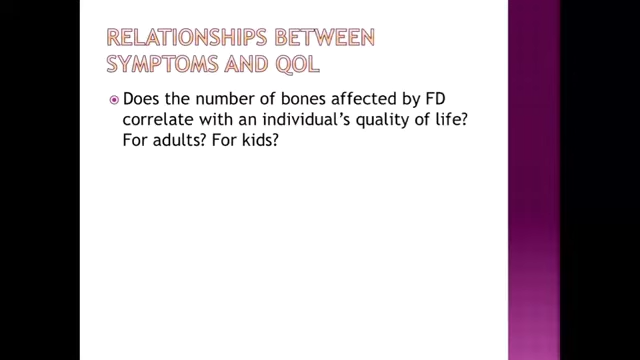 RELATIONSHIPS BETWEEN
SYMPTOMS AND QOL
Does the number of bones affected by FD
correlate with an individual's quality of life?
For adults? For kids?